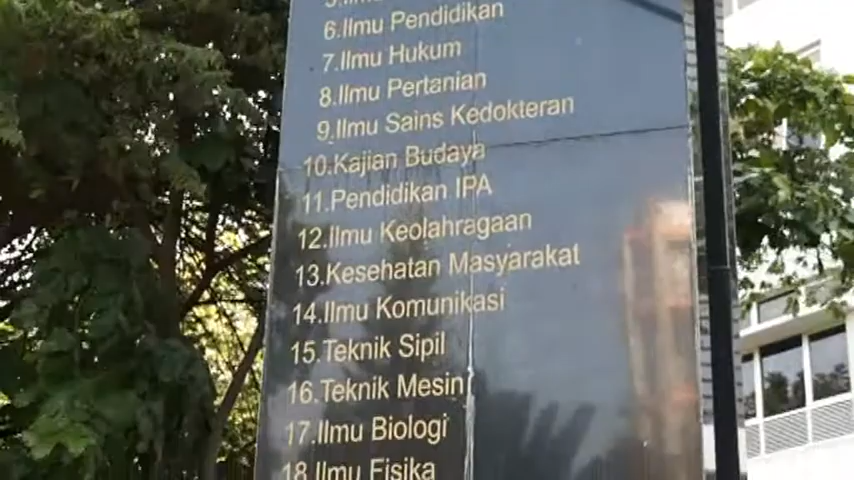 5.Ilmu
6.Ilmu Pendidikan
7.Ilmu Hukum
8.Ilmu Pertanian
9.Ilmu Sains Kedokteran
10.Kajian Budaya
11.Pendidikan IPA
12.Ilmu Keolahragaan
13.Kesehatan Masyarakat
14.Ilmu Komunikasi
15.Teknik Sipil
16.Teknik Mesin
17.Ilmu Biologi
18 Ilmu Fisika